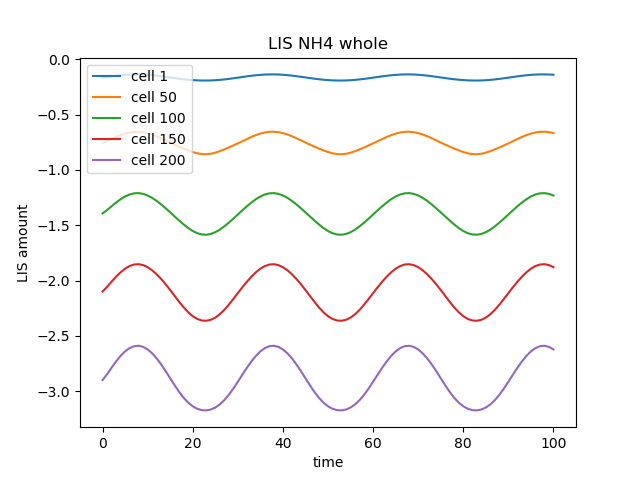 LIS NH4 whole
0.0
−0.5
−1.0
−1.5
−2.0
−2.5
−3.0
LIS amount
cell 1
cell 50
cell 100
cell 150
cell 200
0
20
40
60
80
100
time